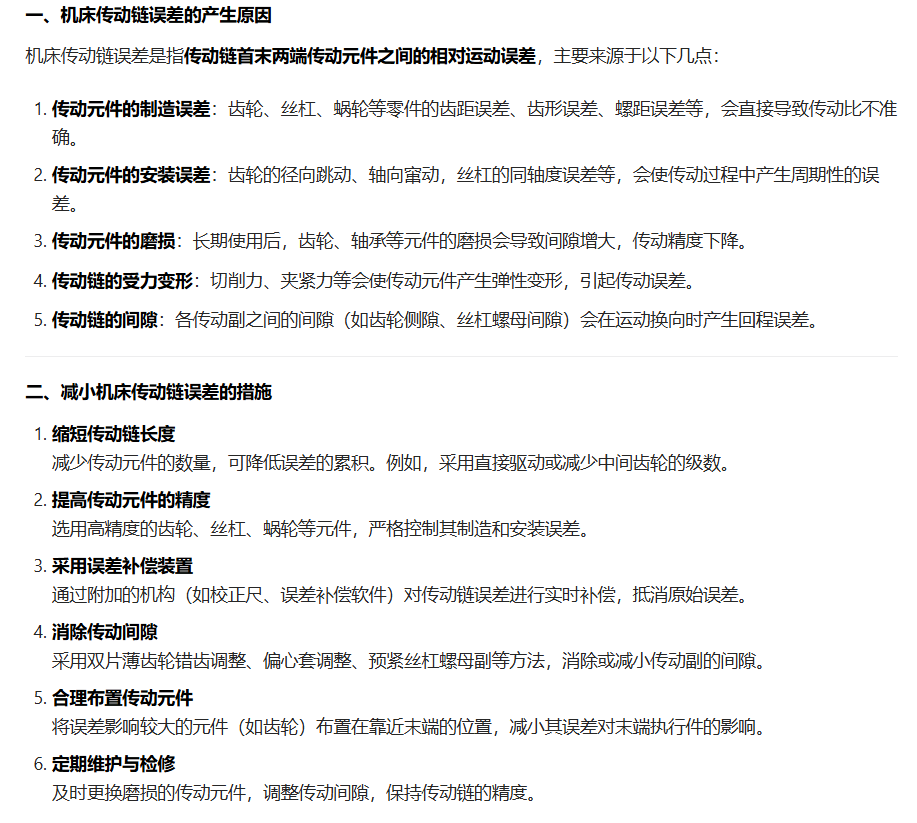 一、机床传动链误差的产生原因
机床传动链误差是指传动链首末两端传动元件之间的相对运动误差，主要来源于以下几点：
1. 传动元件的制造误差：齿轮、丝杠、蜗轮等零件的齿距误差、齿形误差、螺距误差等，会直接导致传动比不准
确。
2. 传动元件的安装误差：齿轮的径向跳动、轴向窜动，丝杠的同轴度误差等，会使传动过程中产生周期性的误
差。
3. 传动元件的磨损：长期使用后，齿轮、轴承等元件的磨损会导致间隙增大，传动精度下降。
4. 传动链的受力变形：切削力、夹紧力等会使传动元件产生弹性变形，引起传动误差。
5. 传动链的间隙：各传动副之间的间隙（如齿轮侧隙、丝杠螺母间隙）会在运动换向时产生回程误差。
二、减小机床传动链误差的措施
1. 缩短传动链长度
减少传动元件的数量，可降低误差的累积。例如，采用直接驱动或减少中间齿轮的级数。
2. 提高传动元件的精度
选用高精度的齿轮、丝杠、蜗轮等元件，严格控制其制造和安装误差。
3. 采用误差补偿装置
通过附加的机构（如校正尺、误差补偿软件）对传动链误差进行实时补偿，抵消原始误差。
4. 消除传动间隙
采用双片薄齿轮错齿调整、偏心套调整、预紧丝杠螺母副等方法，消除或减小传动副的间隙。
5. 合理布置传动元件
将误差影响较大的元件（如齿轮）布置在靠近末端的位置，减小其误差对末端执行件的影响。
6. 定期维护与检修
及时更换磨损的传动元件，调整传动间隙，保持传动链的精度。